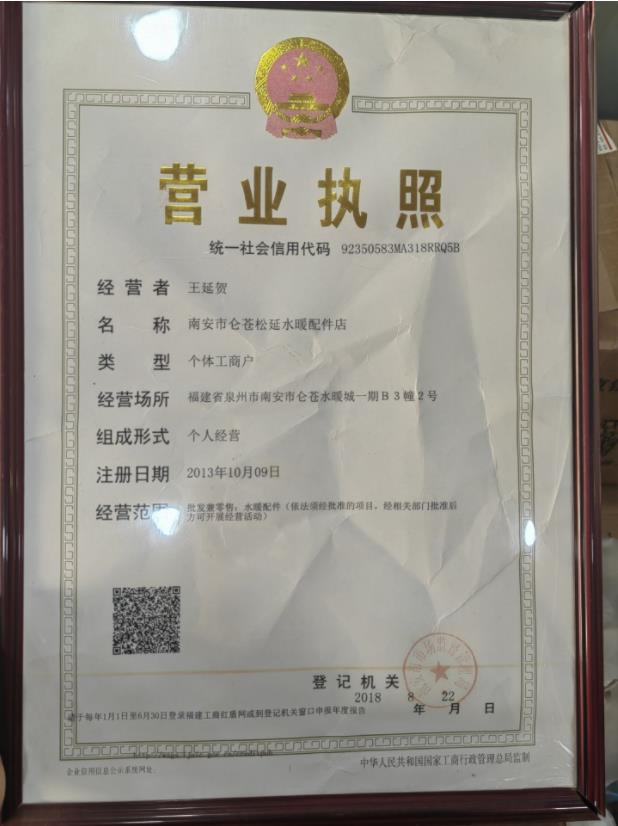 营业执照
统一社会信用代码 92350583MA318RRQ5B
经营者 王延贺
名称 南安市仑苍松延水暖配件店
类型 个体工商户
经营场所 福建省泉州市南安市仑苍水暖城一期B3幢2号
组成形式 个人经营
注册日期 2013年10月09日
经营范围 批发兼零售：水暖配件（依法须经批准的项目，经相关部门批准后
方可开展经营活动）
登记机关
2018 8 22
年 月 日
请于每年1月1日至6月30日登录福建工商红盾网或到登记机关窗口申报年度报告
企业信用信息公示系统网址：
中华人民共和国国家工商行政管理总局监制